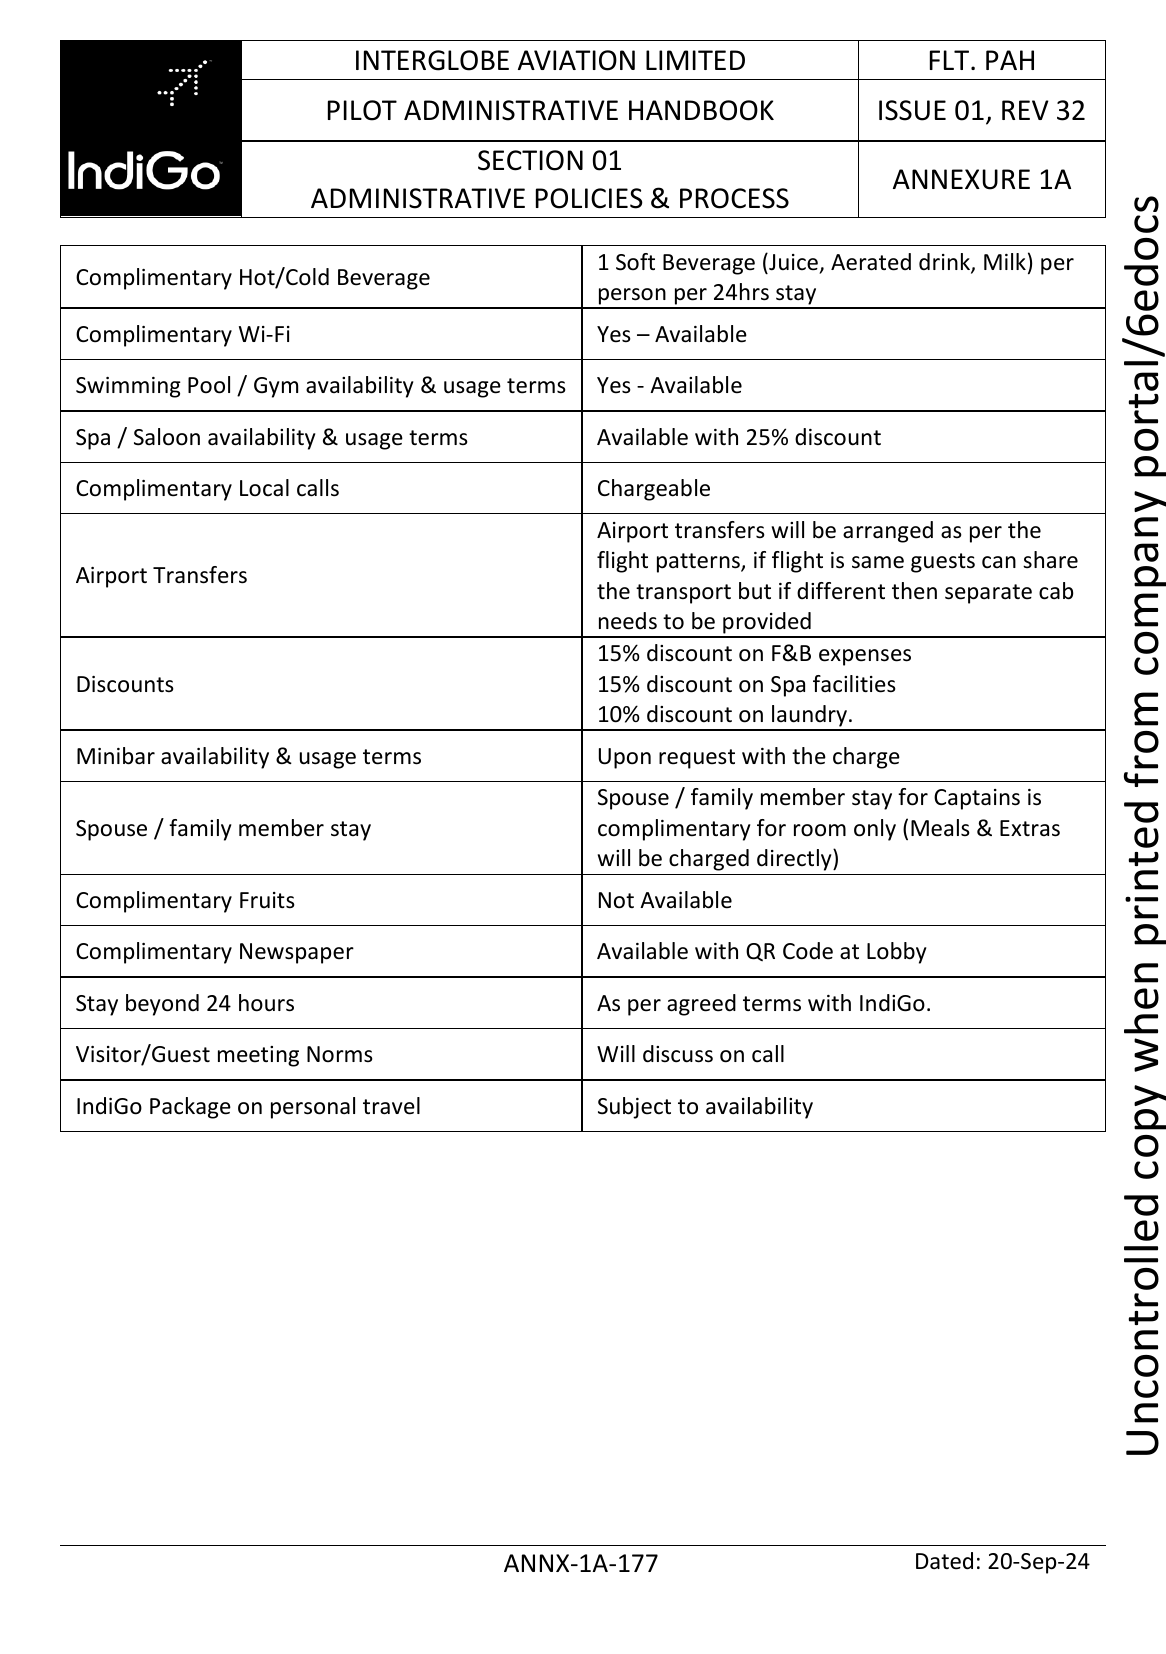 IndiGo
INTERGLOBE AVIATION LIMITED
FLT. PAH
PILOT ADMINISTRATIVE HANDBOOK
ISSUE 01, REV 32
SECTION 01
ADMINISTRATIVE POLICIES & PROCESS
ANNEXURE 1A
Complimentary Hot/Cold Beverage
1 Soft Beverage (Juice, Aerated drink, Milk) per
person per 24hrs stay
Complimentary Wi-Fi
Yes – Available
Swimming Pool / Gym availability & usage terms
Yes - Available
Spa / Saloon availability & usage terms
Available with 25% discount
Complimentary Local calls
Chargeable
Airport Transfers
Airport transfers will be arranged as per the
flight patterns, if flight is same guests can share
the transport but if different then separate cab
needs to be provided
Discounts
15% discount on F&B expenses
15% discount on Spa facilities
10% discount on laundry.
Minibar availability & usage terms
Upon request with the charge
Spouse / family member stay
Spouse / family member stay for Captains is
complimentary for room only (Meals & Extras
will be charged directly)
Complimentary Fruits
Not Available
Complimentary Newspaper
Available with QR Code at Lobby
Stay beyond 24 hours
As per agreed terms with IndiGo.
Visitor/Guest meeting Norms
Will discuss on call
IndiGo Package on personal travel
Subject to availability
ANNX-1A-177
Dated: 20-Sep-24
Uncontrolled copy when printed from company portal/6edocs